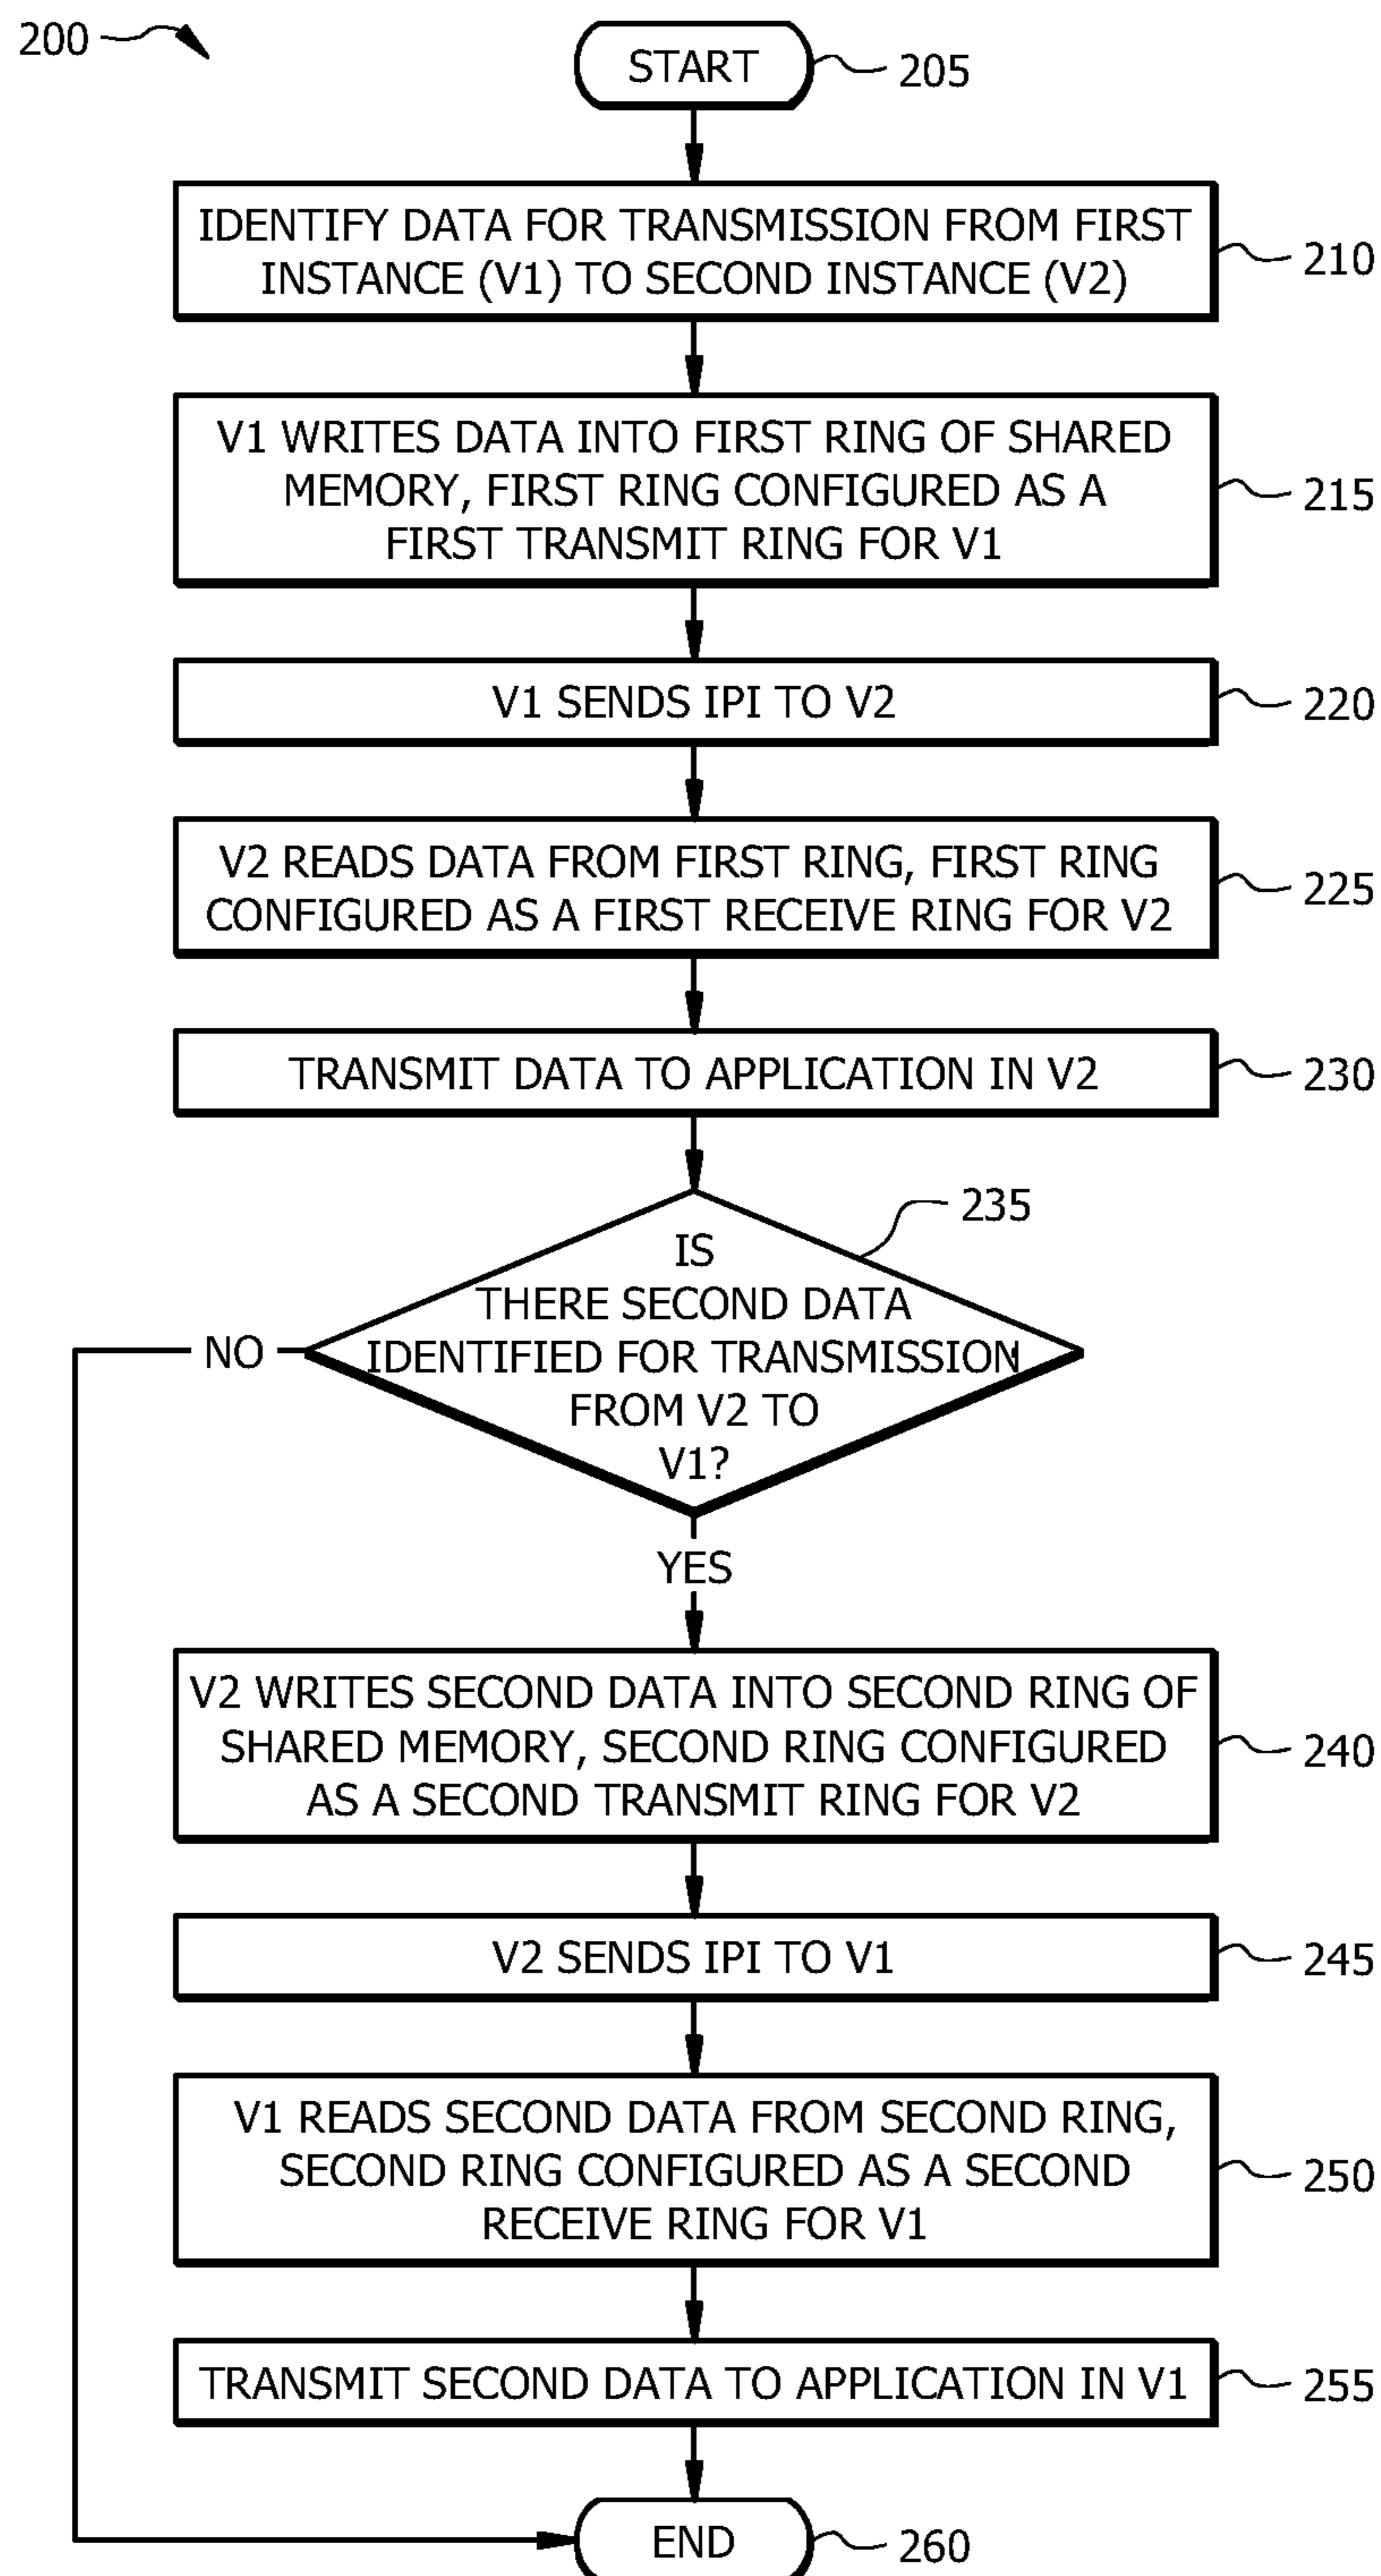 200
START
205
IDENTIFY DATA FOR TRANSMISSION FROM FIRST
INSTANCE (V1) TO SECOND INSTANCE (V2)
210
V1 WRITES DATA INTO FIRST RING OF SHARED
MEMORY, FIRST RING CONFIGURED AS A
FIRST TRANSMIT RING FOR V1
215
V1 SENDS IPI TO V2
220
V2 READS DATA FROM FIRST RING, FIRST RING
CONFIGURED AS A FIRST RECEIVE RING FOR V2
225
TRANSMIT DATA TO APPLICATION IN V2
230
235
IS
THERE SECOND DATA
IDENTIFIED FOR TRANSMISSION
FROM V2 TO
V1?
NO
YES
V2 WRITES SECOND DATA INTO SECOND RING OF
SHARED MEMORY, SECOND RING CONFIGURED
AS A SECOND TRANSMIT RING FOR V2
240
V2 SENDS IPI TO V1
245
V1 READS SECOND DATA FROM SECOND RING,
SECOND RING CONFIGURED AS A SECOND
RECEIVE RING FOR V1
250
TRANSMIT SECOND DATA TO APPLICATION IN V1
255
END
260